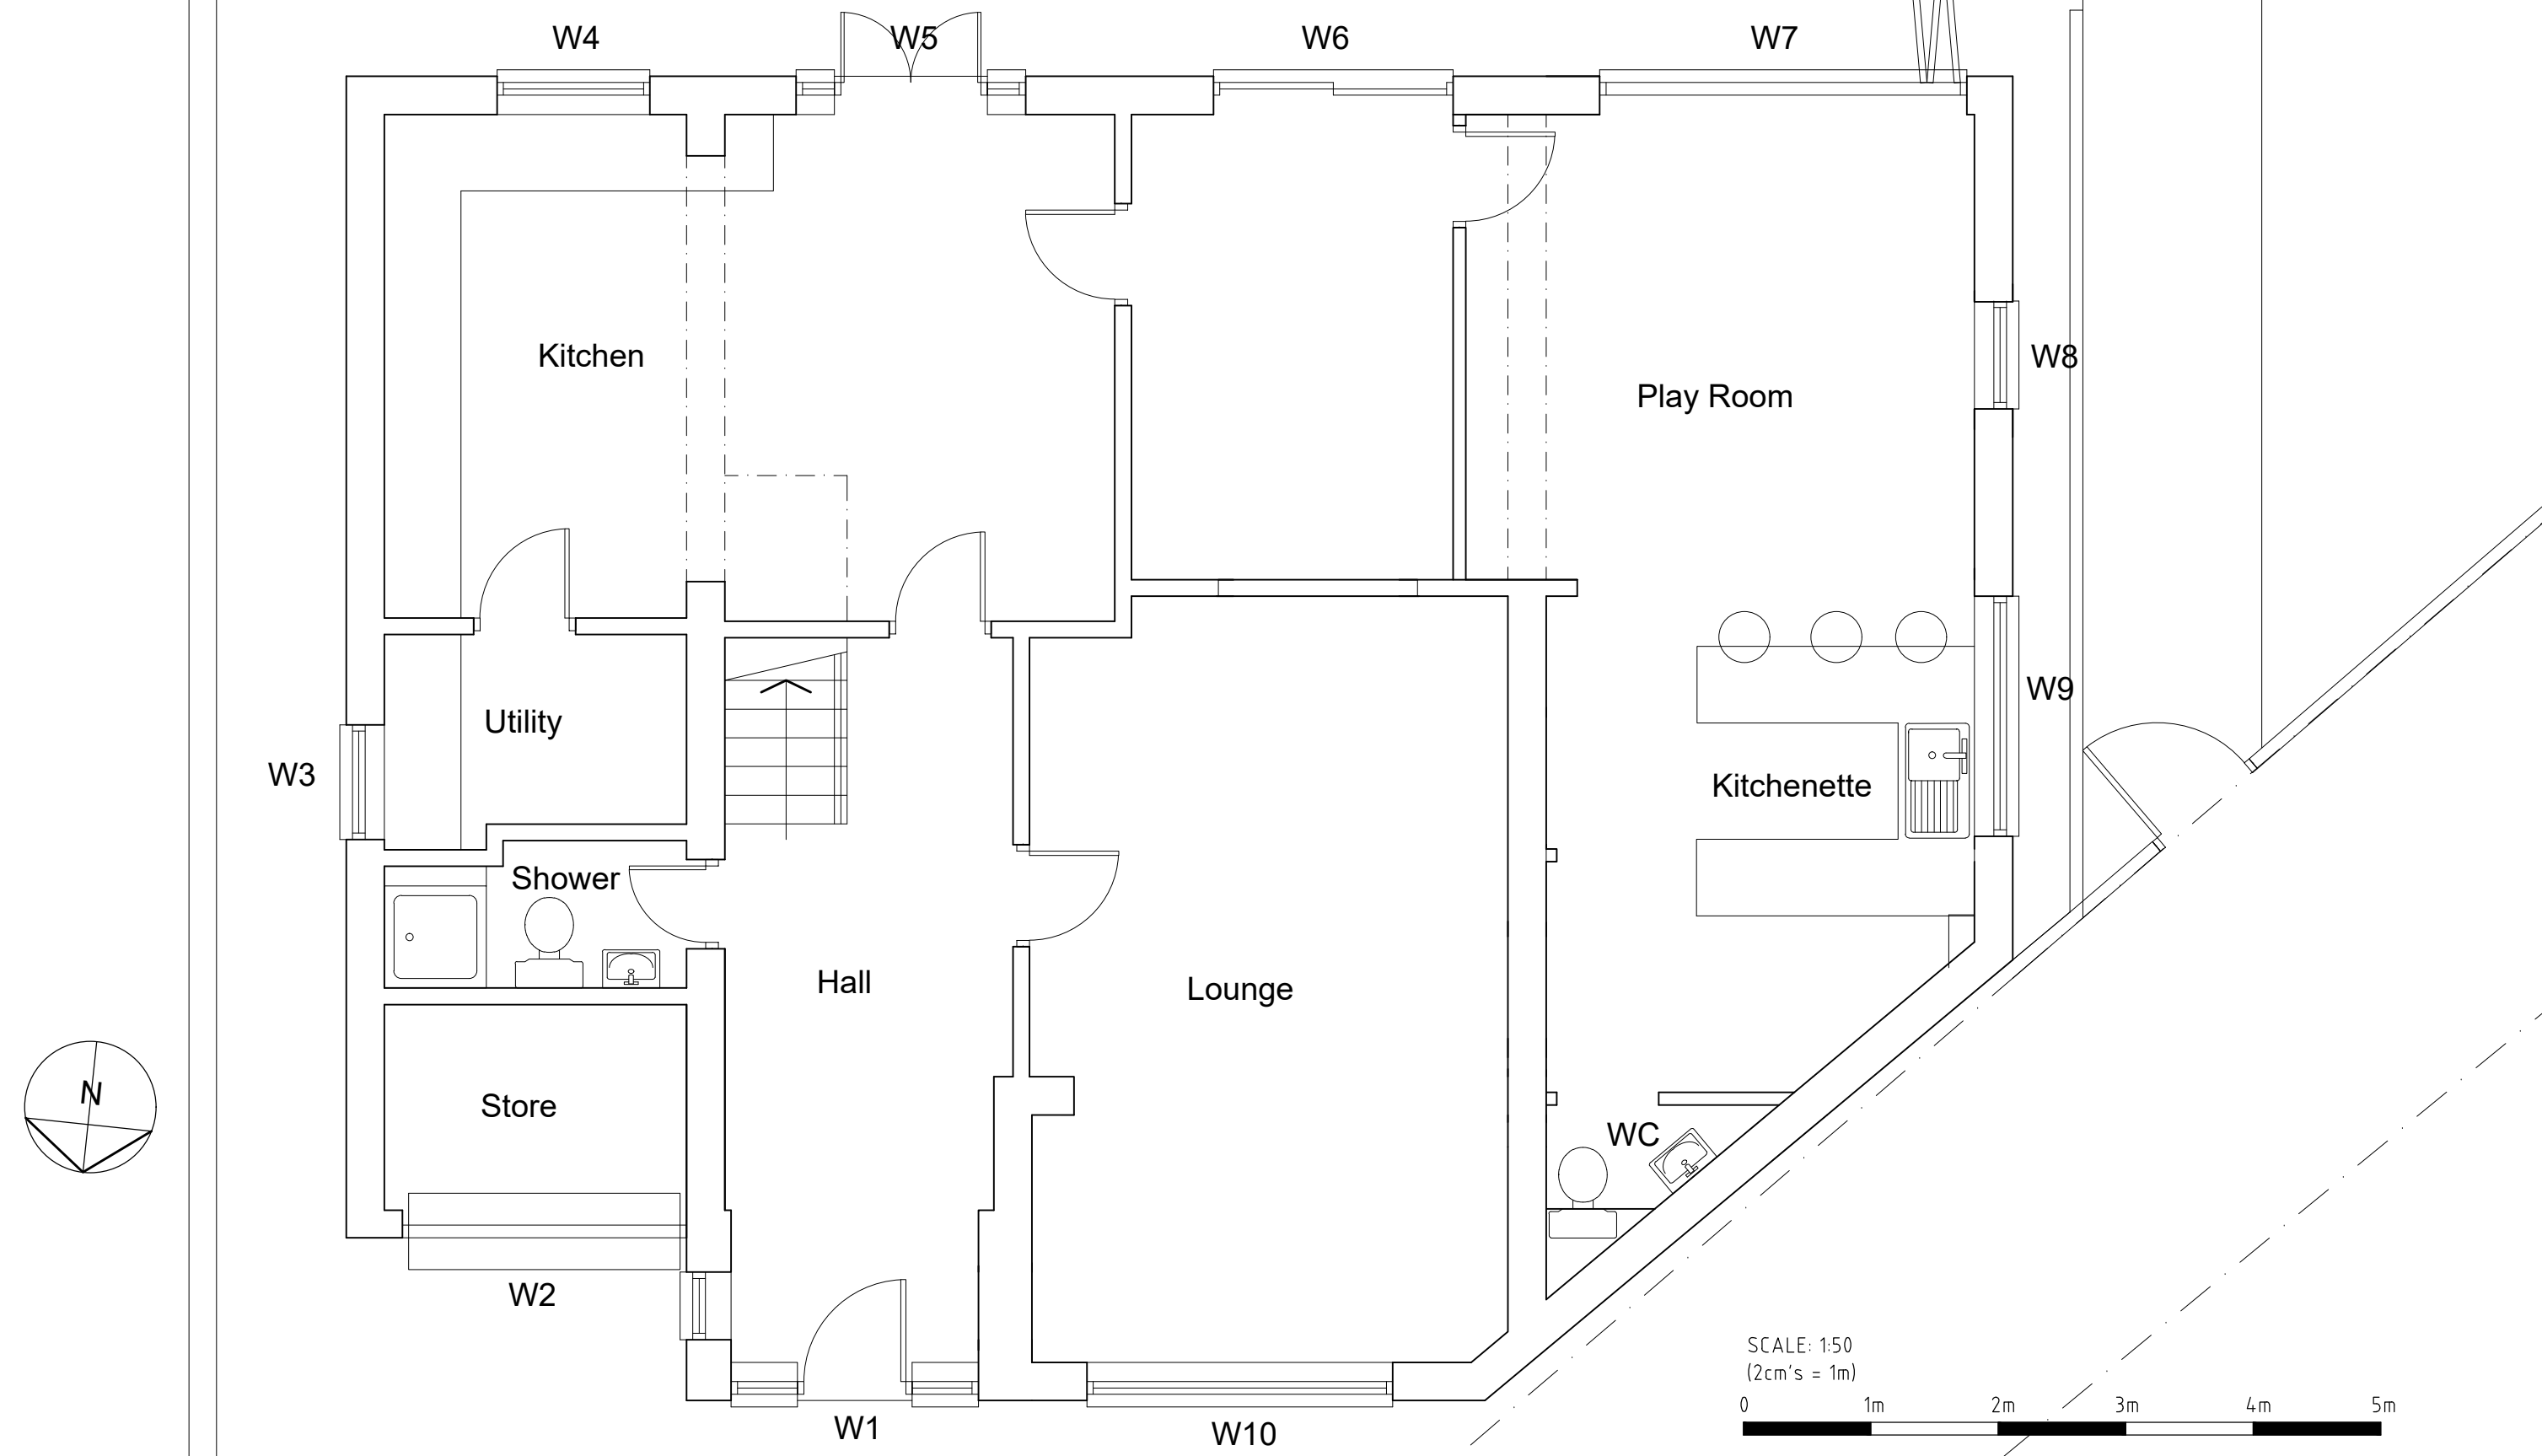 W4
W5
W6
W7
Kitchen
Play Room
W8
W9
Utility
W3
Kitchenette
Shower
Hall
Lounge
N
Store
WC
W2
SCALE: 1:50
(2cm's = 1m)
0 1m 2m 3m 4m 5m
W1
W10